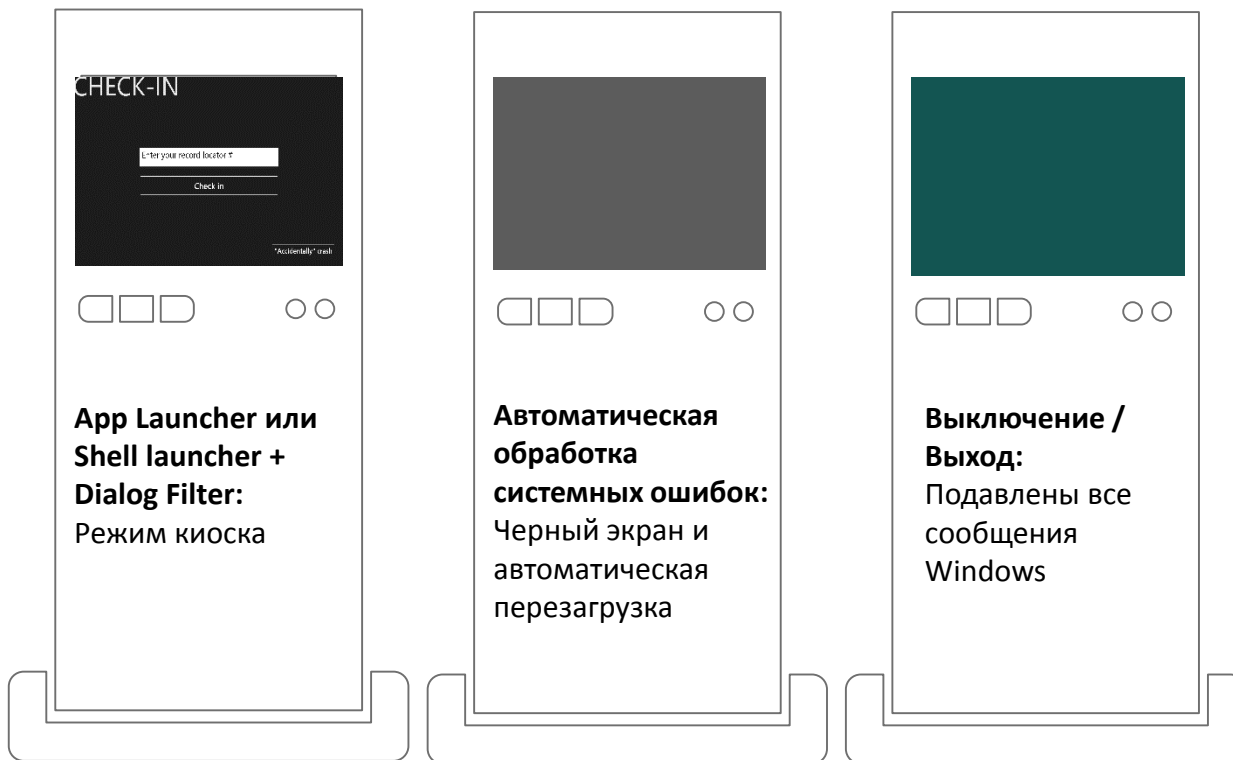 CHECK-IN
Enter your record locator #
Check in
"Accidentally" crash
App Launcher или
Shell launcher +
Dialog Filter:
Режим киоска
Автоматическая
обработка
системных ошибок:
Черный экран и
автоматическая
перезагрузка
Выключение /
Выход:
Подавлены все
сообщения
Windows